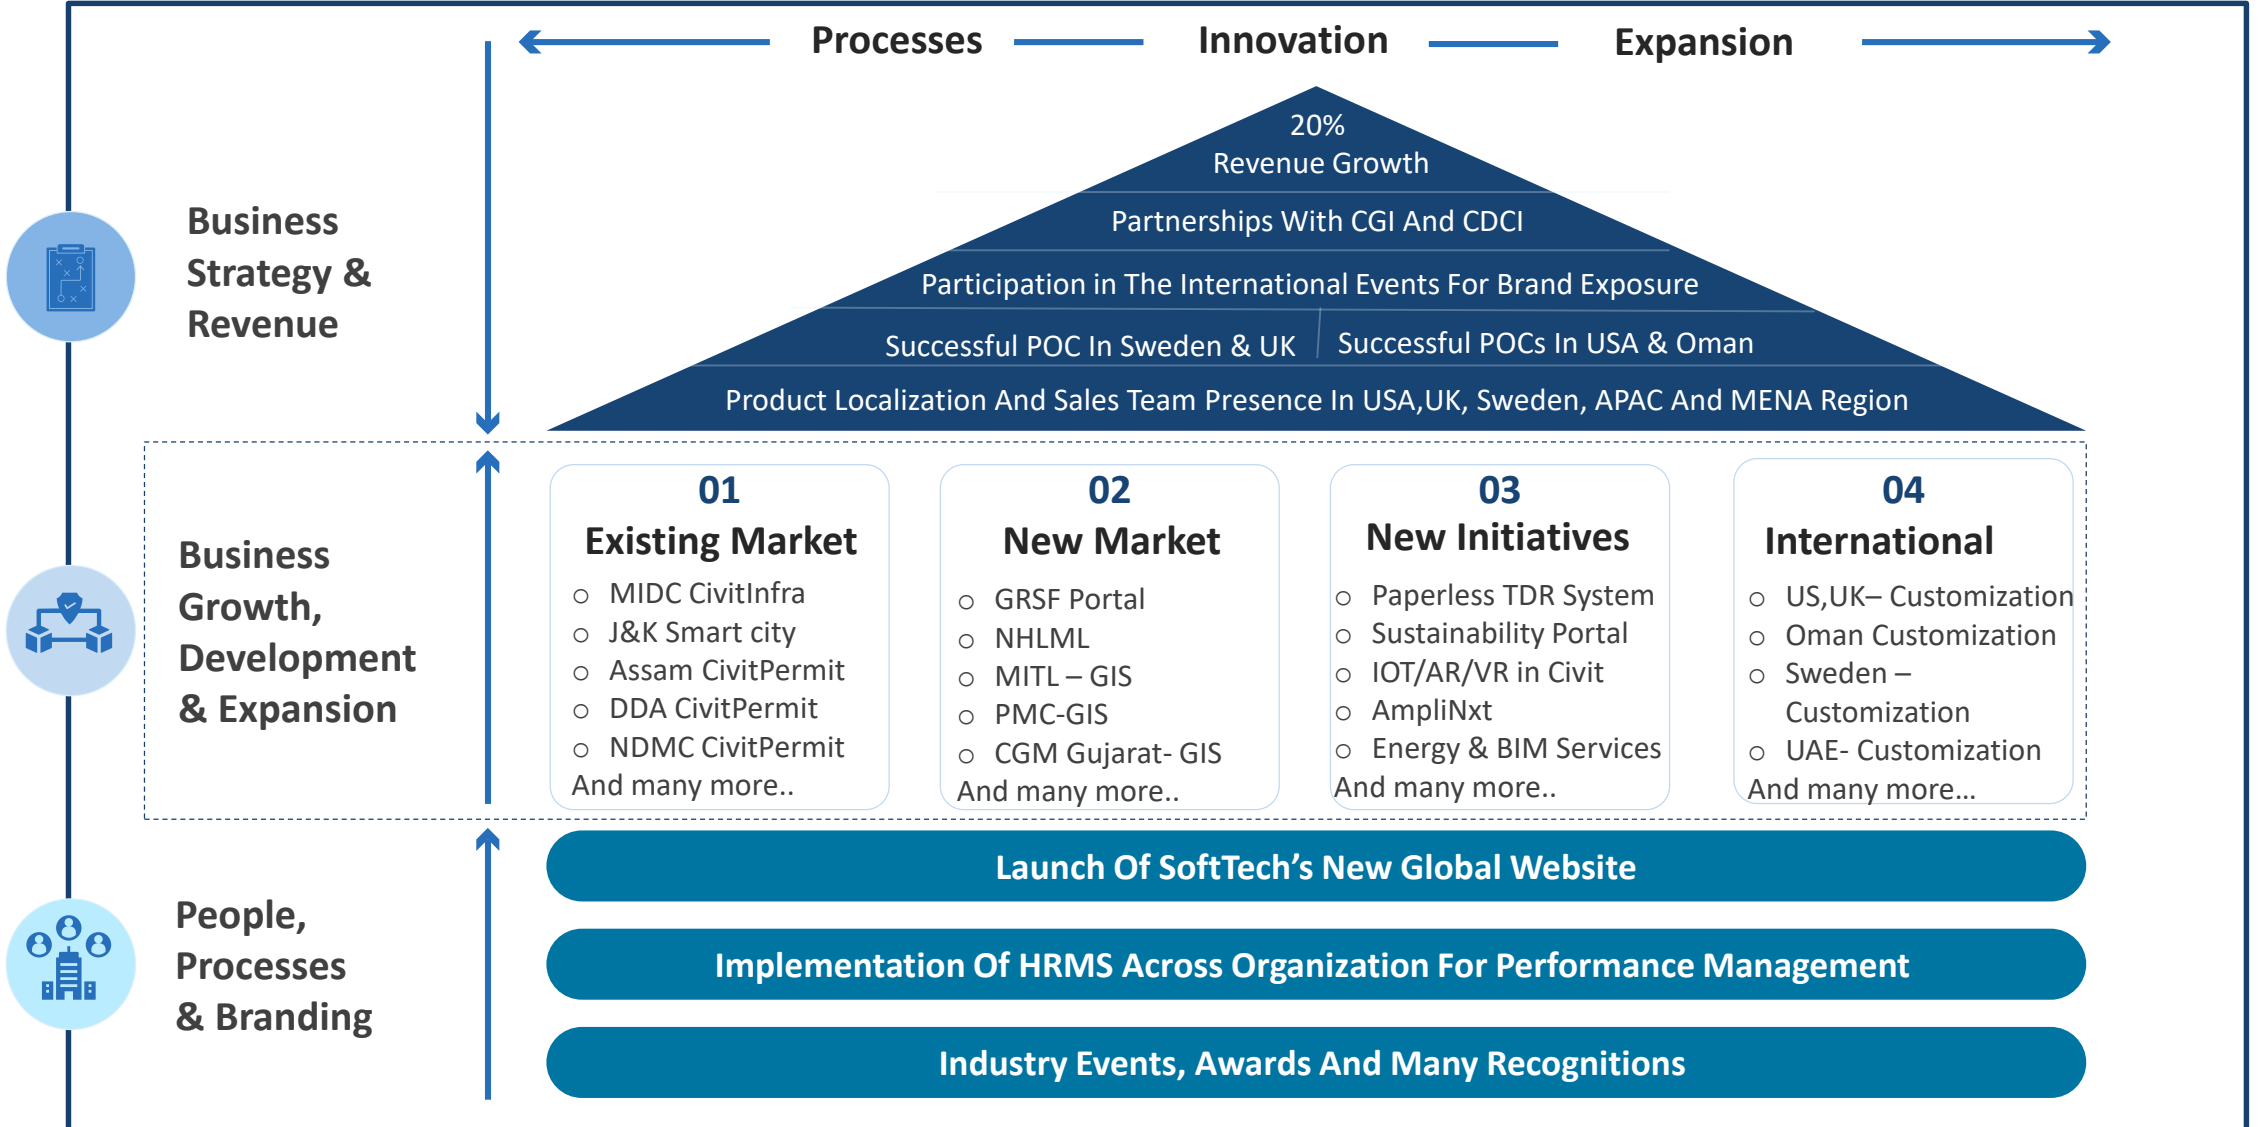 Processes Innovation Expansion
Business
Strategy &
Revenue
20%
Revenue Growth
Partnerships With CGI And CDCI
Participation in The International Events For Brand Exposure
Successful POC In Sweden & UK
Successful POCs In USA & Oman
Product Localization And Sales Team Presence In USA,UK, Sweden, APAC And MENA Region
Business
Growth,
Development
& Expansion
01
Existing Market
o MIDC CivitInfra
o J&K Smart city
o Assam CivitPermit
o DDA CivitPermit
o NDMC CivitPermit
And many more..
02
New Market
o GRSF Portal
o NHLML
o MITL – GIS
o PMC-GIS
o CGM Gujarat- GIS
And many more..
03
New Initiatives
o Paperless TDR System
o Sustainability Portal
o IOT/AR/VR in Civit
o AmpliNxt
o Energy & BIM Services
And many more..
04
International
o US,UK– Customization
o Oman Customization
o Sweden –
Customization
o UAE- Customization
And many more...
People,
Processes
& Branding
Launch Of SoftTech’s New Global Website
Implementation Of HRMS Across Organization For Performance Management
Industry Events, Awards And Many Recognitions